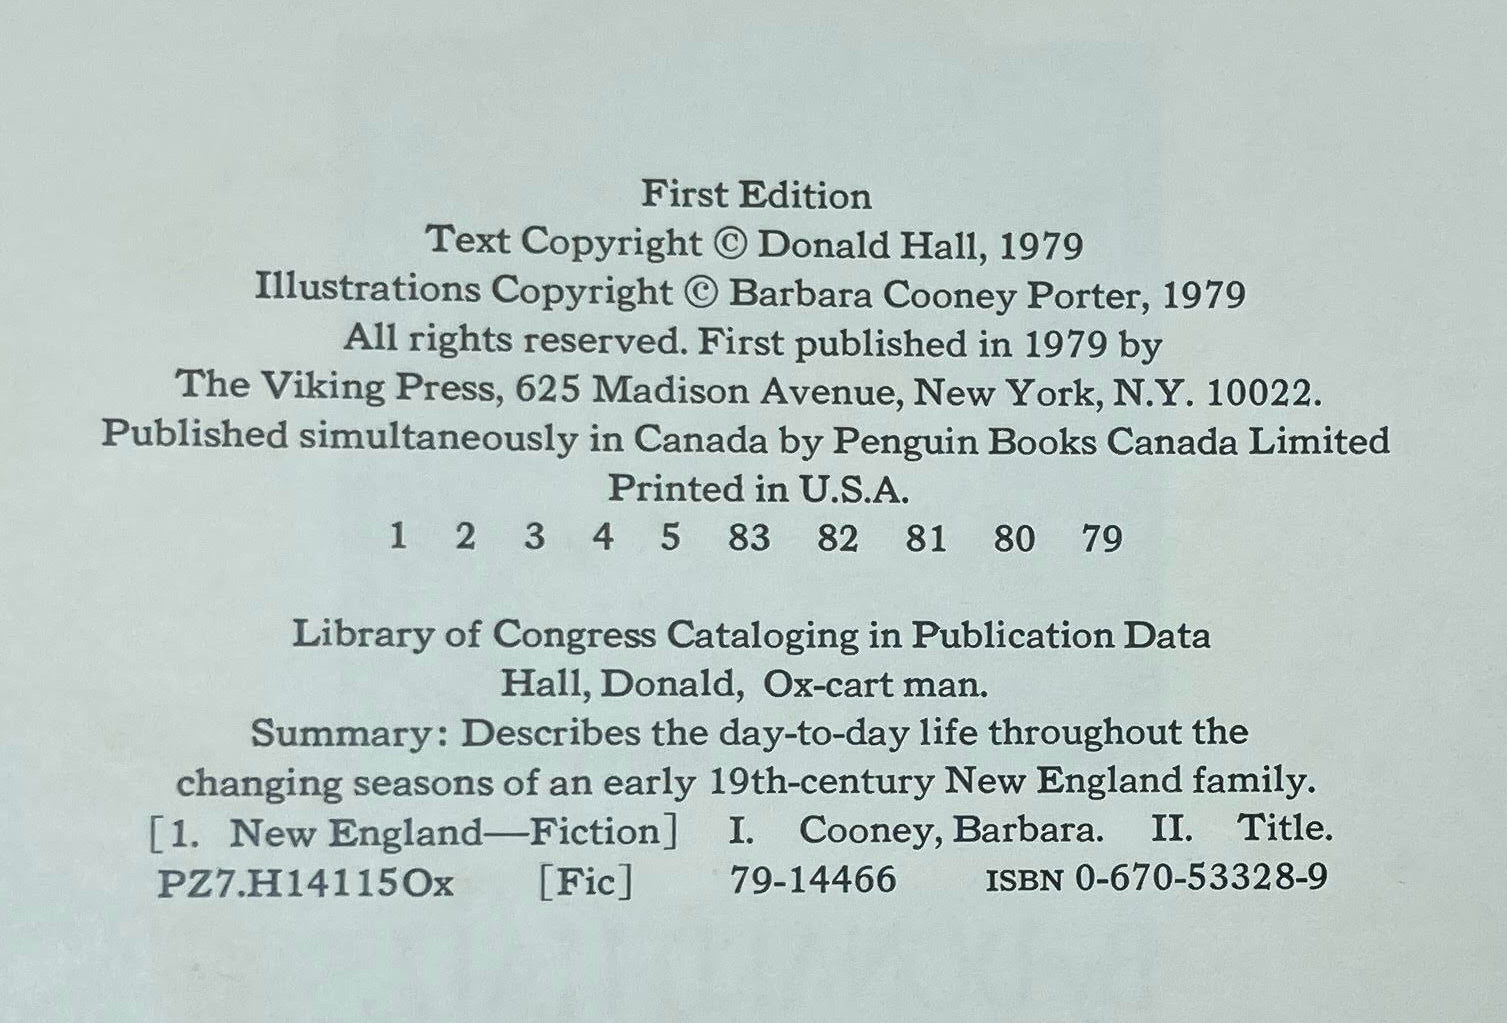 First Edition
Text Copyright © Donald Hall, 1979
Illustrations Copyright © Barbara Cooney Porter, 1979
All rights reserved. First published in 1979 by
The Viking Press, 625 Madison Avenue, New York, N.Y. 10022.
Published simultaneously in Canada by Penguin Books Canada Limited
Printed in U.S.A.
1 2 3 4 5 83 82 81 80 79
Library of Congress Cataloging in Publication Data
Hall, Donald, Ox-cart man.
Summary: Describes the day-to-day life throughout the
changing seasons of an early 19th-century New England family.
[1. New England—Fiction] I. Cooney, Barbara. II. Title.
PZ7.H14115Ox [Fic] 79-14466 ISBN 0-670-53328-9